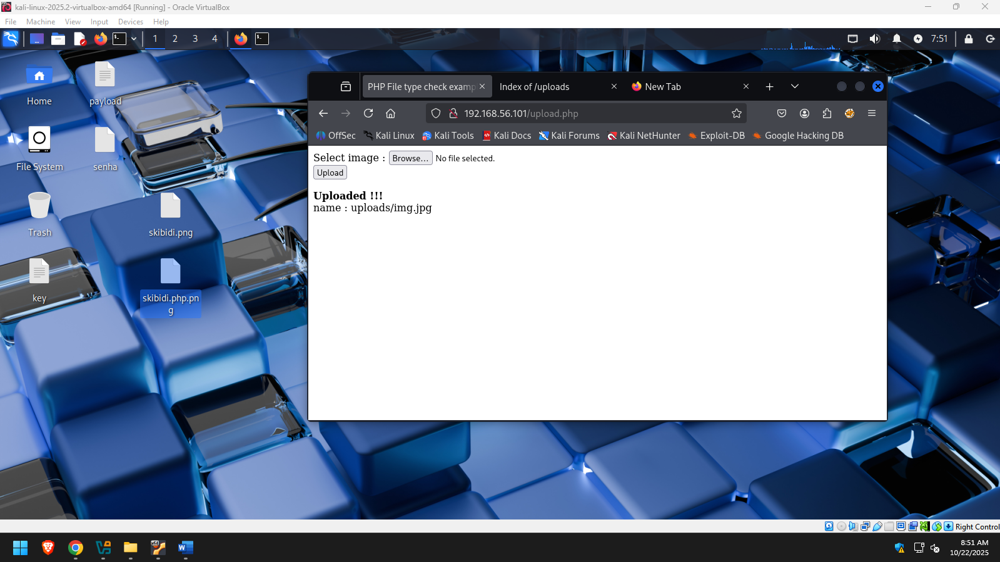 kali-linux-2025.2-virtualbox-amd64 [Running] - Oracle VirtualBox
File Machine View Input Devices Help
1 2 3 4 7:51
Home
payload
File System
senha
Trash
skibidi.png
key
skibidi.php.pn
g
PHP File type check examp
Index of /uploads
New Tab
192.168.56.101/upload.php
OffSec Kali Linux Kali Tools Kali Docs Kali Forums Kali NetHunter Exploit-DB Google Hacking DB
Select image : Browse... No file selected.
Upload
Uploaded !!!
name : uploads/img.jpg
Right Control
8:51 AM
10/22/2025